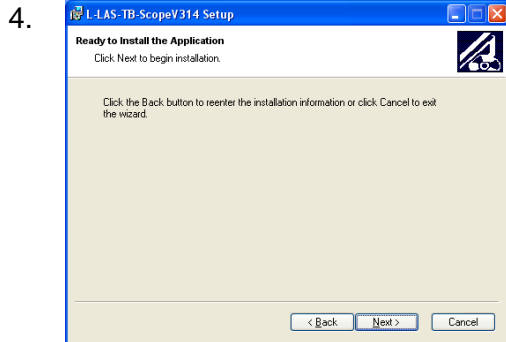 4.
L-LAS-TB-ScopeV314 Setup
Ready to Install the Application
Click Next to begin installation.
Click the Back button to reenter the installation information or click Cancel to exit
the wizard.
< Back Next > Cancel